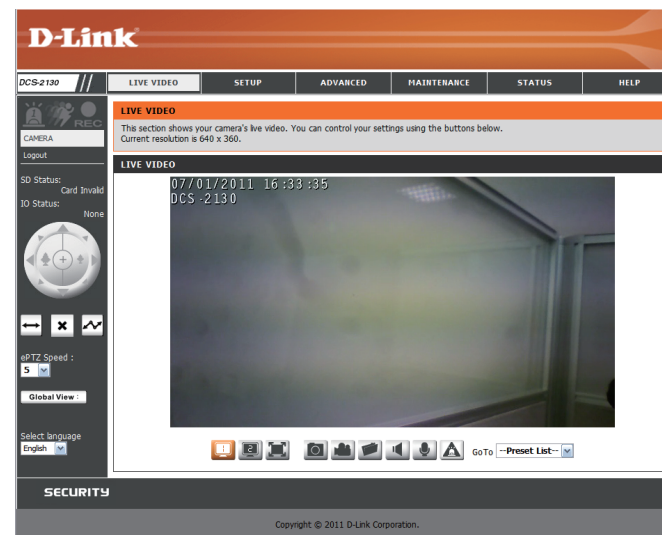 D-Link
DCS-2130
LIVE VIDEO
SETUP
ADVANCED
MAINTENANCE
STATUS
HELP
REC
CAMERA
Logout
SD Status:
Card Invalid
IO Status:
None
ePTZ Speed :
5
Global View :
Select language
English
LIVE VIDEO
This section shows your camera's live video. You can control your settings using the buttons below.
Current resolution is 640 x 360.
LIVE VIDEO
07/01/2011 16:33:35
DCS-2130
1
2
GoTo
--Preset List--
SECURITY
Copyright © 2011 D-Link Corporation.